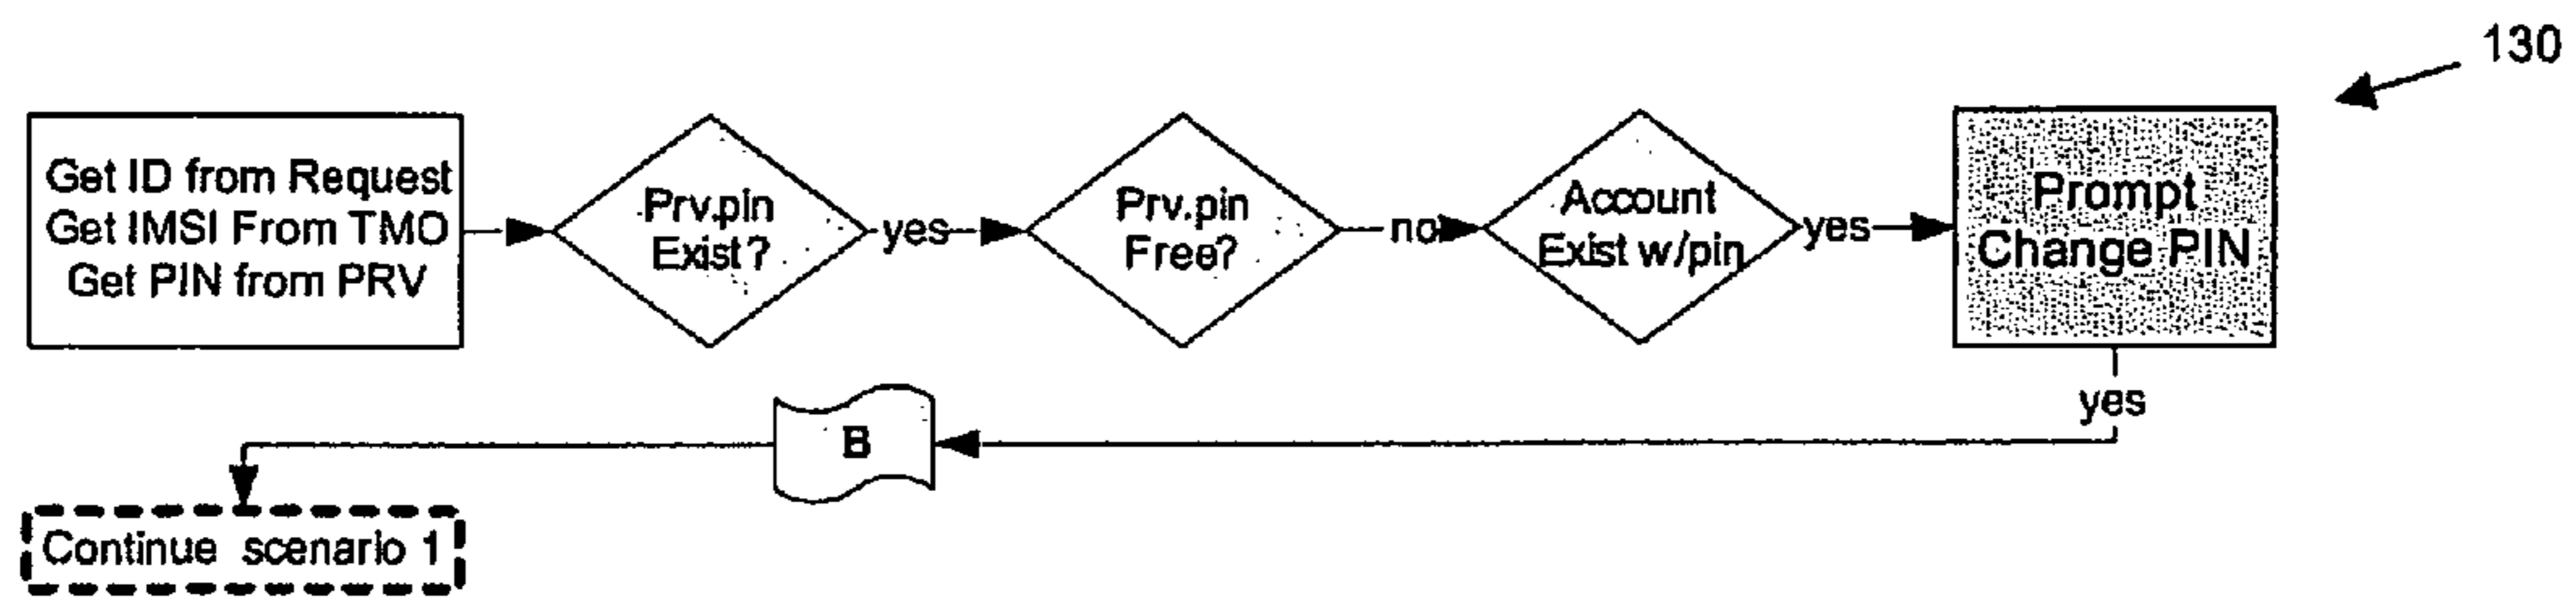 130
Get ID from Request
Get IMSI From TMO
Get PIN from PRV
Prv.pin
Exist?
yes
Prv.pin
Free?
no
Account
Exist w/pin
yes
Prompt
Change PIN
yes
B
Continue scenario 1